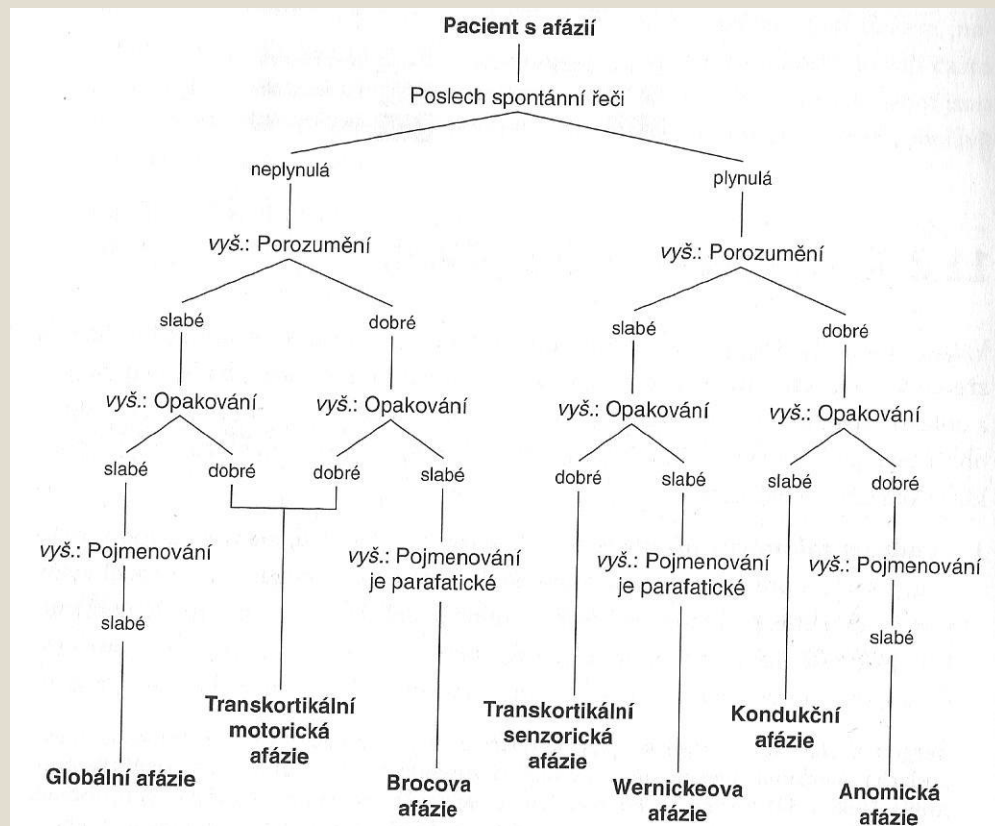 Pacient s afázií
Poslech spontánní řeči
neplynulá
plynulá
vyš.: Porozumění
vyš.: Porozumění
slabé
dobré
slabé
dobré
vyš.: Opakování
vyš.: Opakování
vyš.: Opakování
vyš.: Opakování
slabé
dobré
dobré
slabé
dobré
slabé
slabé
dobré
vyš.: Pojmenování
vyš.: Pojmenování
je parafatické
vyš.: Pojmenování
je parafatické
vyš.: Pojmenování
slabé
slabé
Transkortikální
motorická
afázie
Transkortikální
senzorická
afázie
Kondukční
afázie
Globální afázie
Brocova
afázie
Wernickeova
afázie
Anomická
afázie